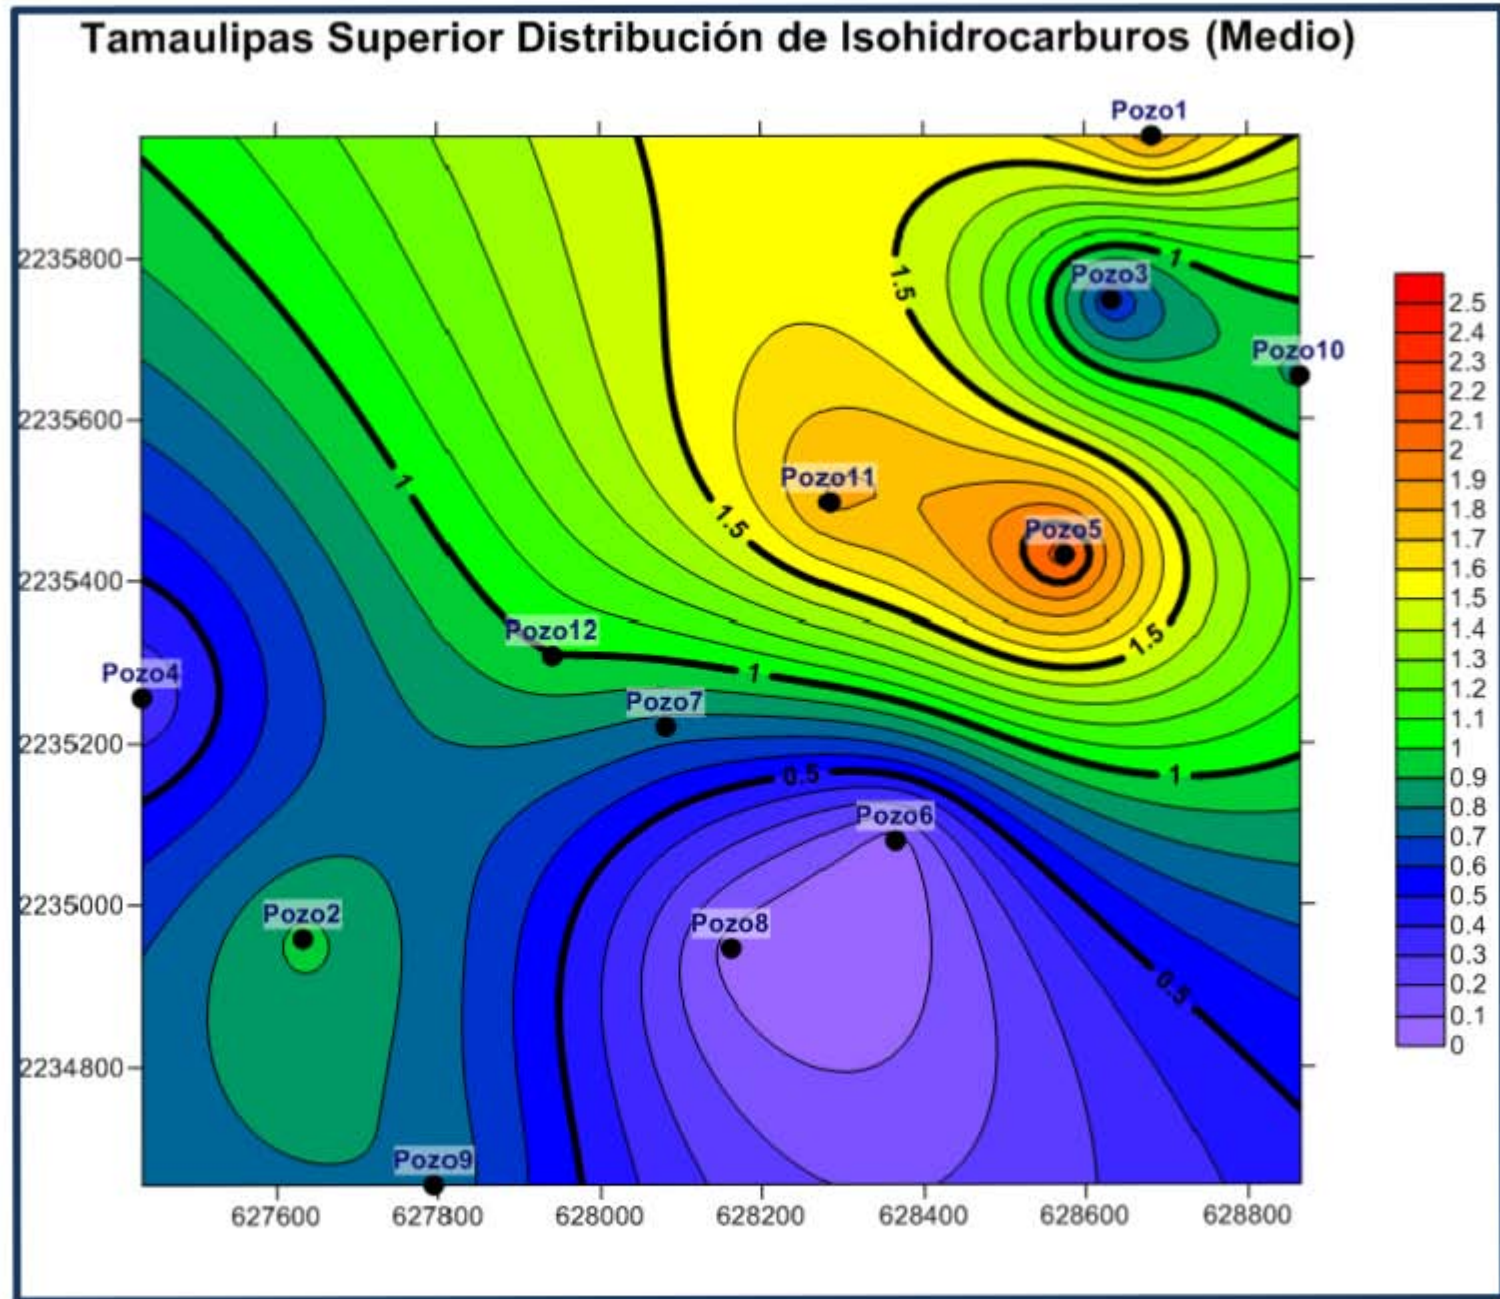 Tamaulipas Superior Distribución de Isohidrocarburos (Medio)
Pozo1
2235800
1.5
1
Pozo3
Pozo10
2235600
1
Pozo11
1.5
Pozo5
2235400
Pozo12
1.5
Pozo4
1
Pozo7
2235200
0.5
1
Pozo6
2235000
Pozo2
Pozo8
0.5
2234800
Pozo9
627600 627800 628000 628200 628400 628600 628800
2.5
2.4
2.3
2.2
2.1
2
1.9
1.8
1.7
1.6
1.5
1.4
1.3
1.2
1.1
1
0.9
0.8
0.7
0.6
0.5
0.4
0.3
0.2
0.1
0